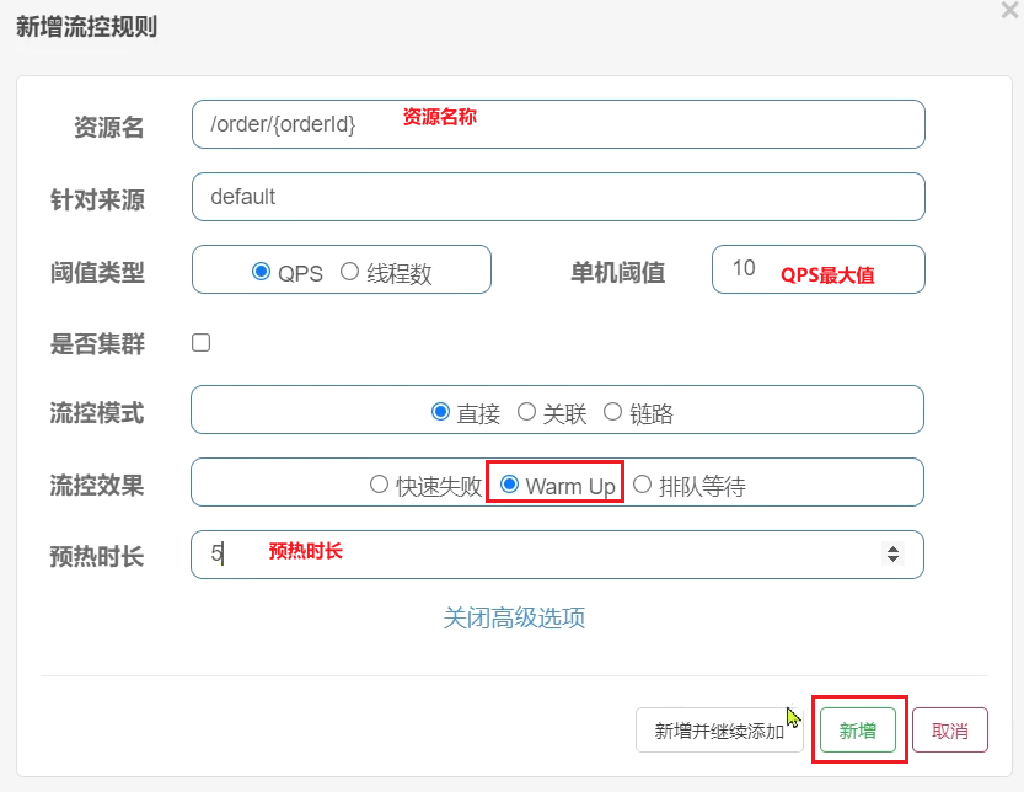 新增流控规则
资源名 /order/{orderId} 资源名称
针对来源 default
阈值类型 QPS 线程数 单机阈值 10 QPS最大值
是否集群
流控模式 直接 关联 链路
流控效果 快速失败 Warm Up 排队等待
预热时长 5 预热时长
关闭高级选项
新增并继续添加 新增 取消